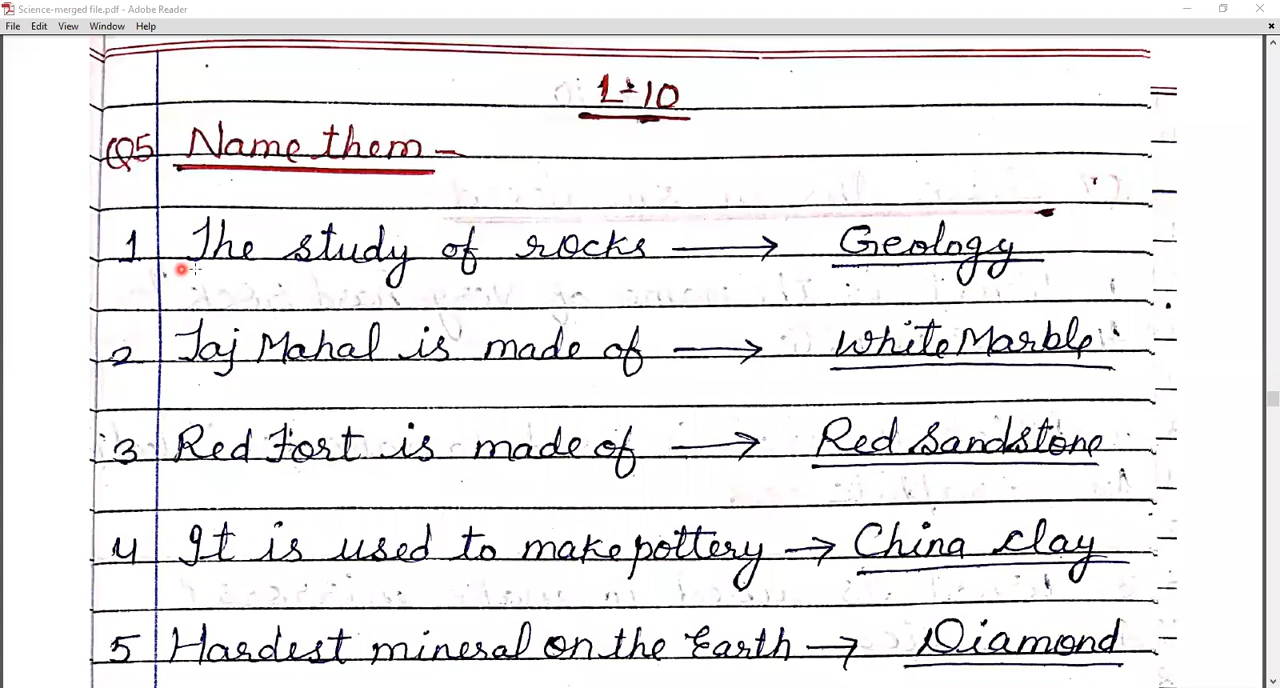 Science-merged file.pdf - Adobe Reader
File Edit View Window Help
L-10
Q5 Name them -
1 The study of rocks → Geology
2 Taj Mahal is made of → White Marble
3 Red Fort is made of → Red Sandstone
4 It is used to make pottery → China clay
5 Hardest mineral on the Earth → Diamond